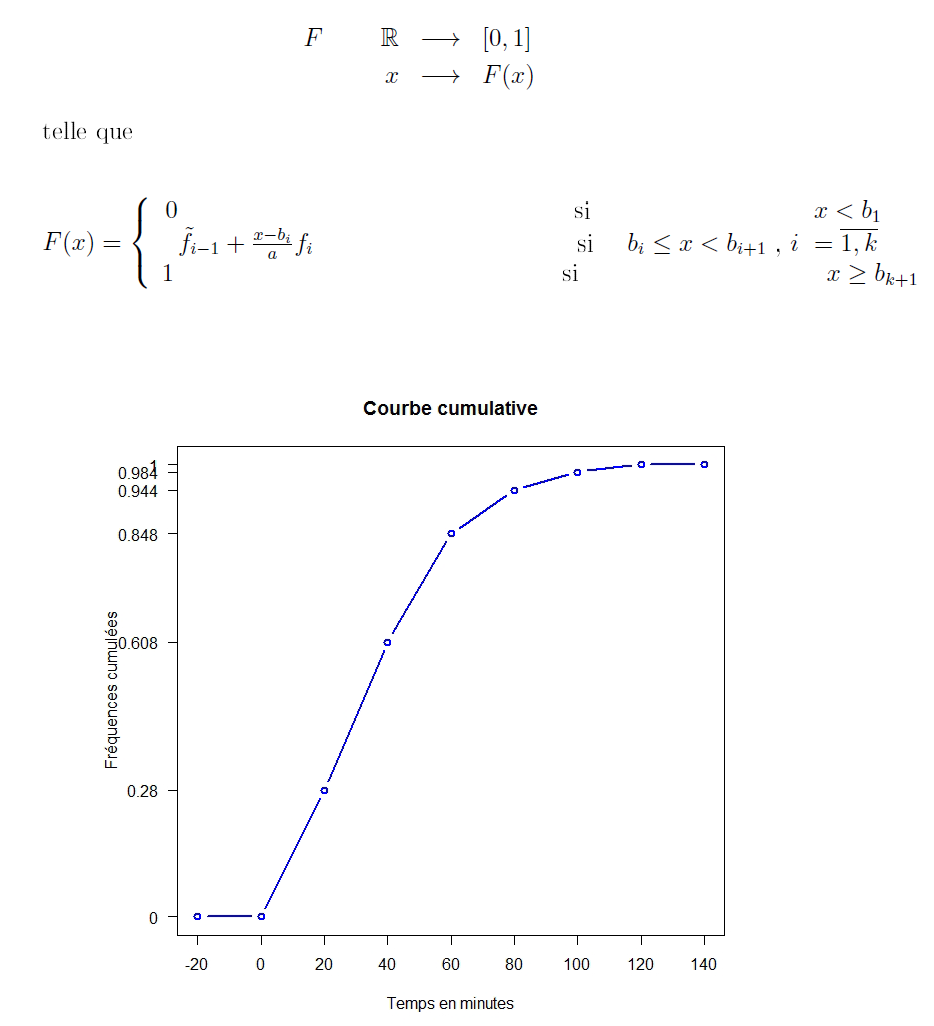 F ℝ ⟶ [0, 1]
x ⟶ F(x)
telle que
0 si x < b₁
F(x) = { f̃ᵢ₋₁ + (x−bᵢ)/a fᵢ si bᵢ ≤ x < bᵢ₊₁ , i = \overline{1, k}
1 si x ≥ bₖ₊₁
Courbe cumulative
1
0.984
0.944
0.848
0.608
0.28
0
Fréquences cumulées
-20 0 20 40 60 80 100 120 140
Temps en minutes